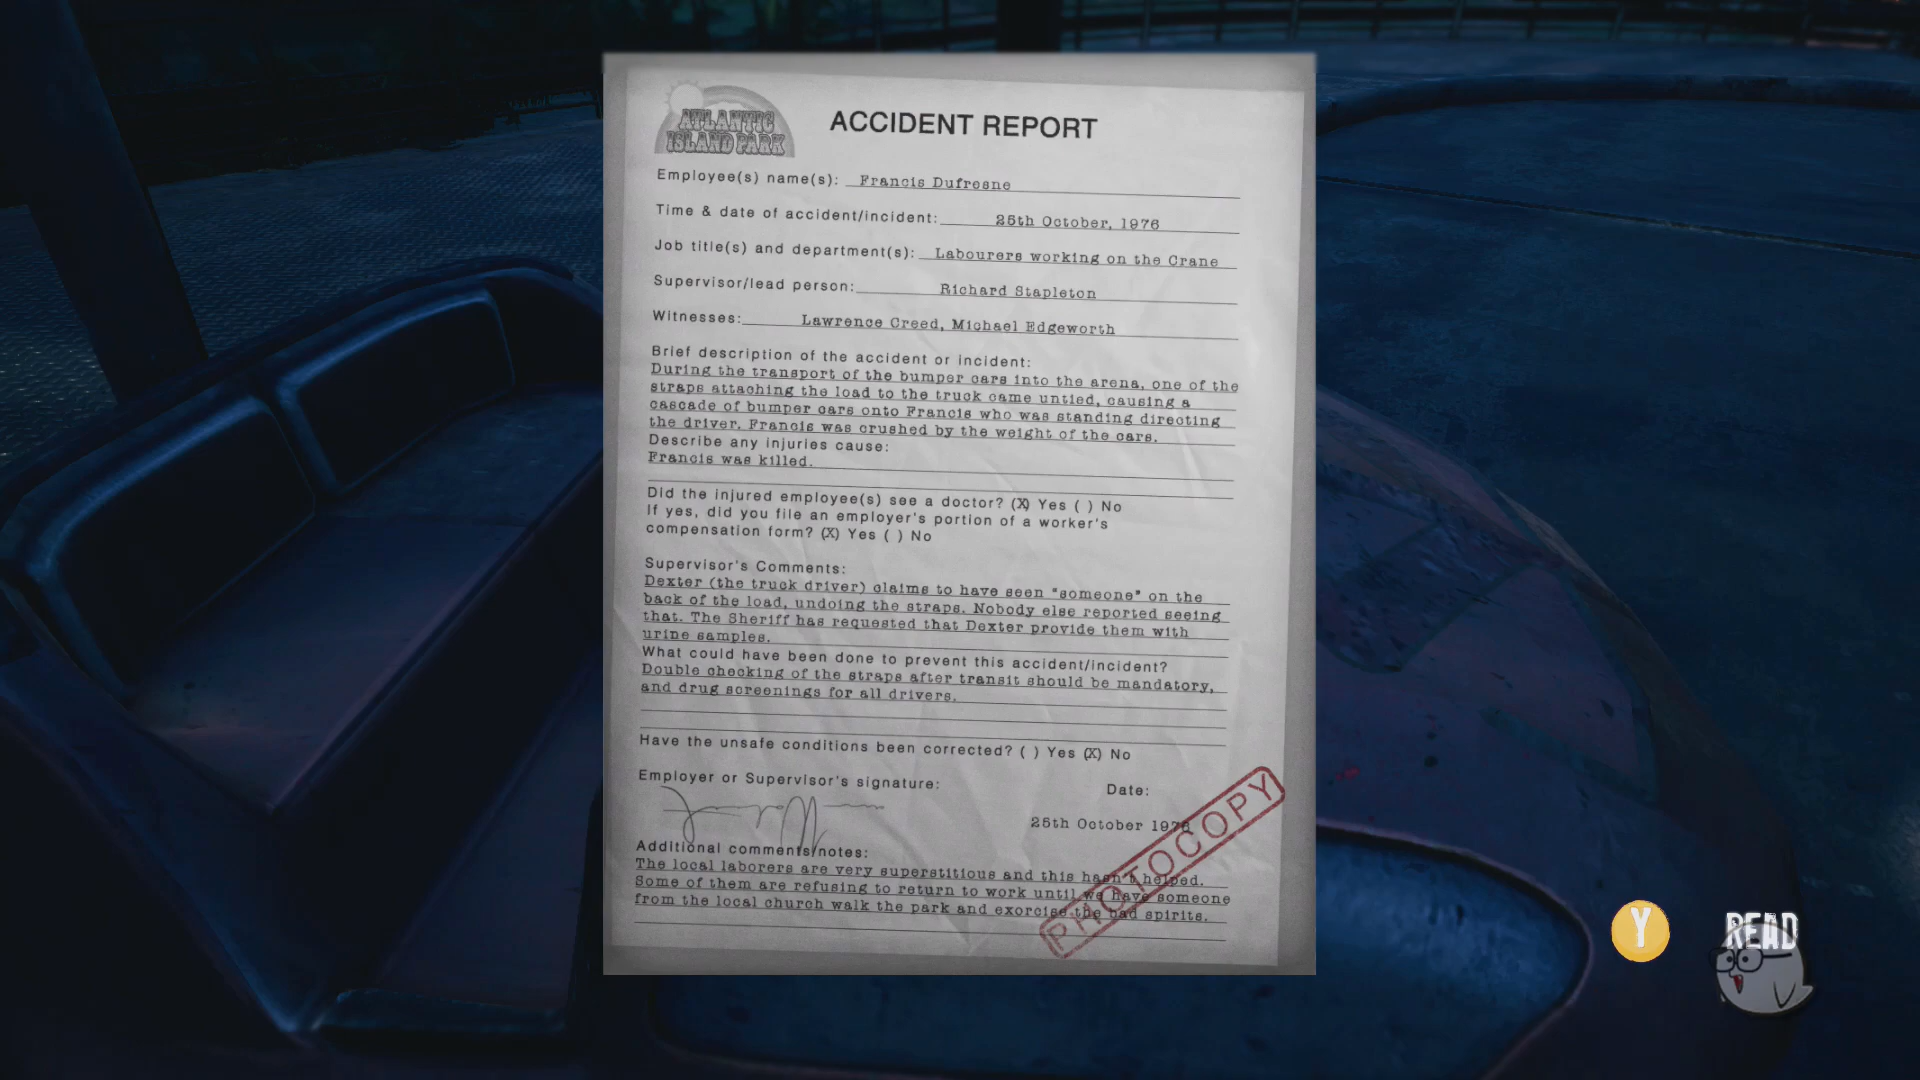 ATLANTIC
ISLAND PARK
ACCIDENT REPORT
Employee(s) name(s): Francis Dufresne
Time & date of accident/incident: 25th October, 1976
Job title(s) and department(s): Labourers working on the Crane
Supervisor/lead person: Richard Stapleton
Witnesses: Lawrence Creed, Michael Edgeworth
Brief description of the accident or incident:
During the transport of the bumper cars into the arena, one of the
straps attaching the load to the truck came untied, causing a
cascade of bumper cars onto Francis who was standing directing
the driver. Francis was crushed by the weight of the cars.
Describe any injuries cause:
Francis was killed.
Did the injured employee(s) see a doctor? (X) Yes ( ) No
If yes, did you file an employer's portion of a worker's
compensation form? (X) Yes ( ) No
Supervisor's Comments:
Dexter (the truck driver) claims to have seen "someone" on the
back of the load, undoing the straps. Nobody else reported seeing
that. The Sheriff has requested that Dexter provide them with
urine samples.
What could have been done to prevent this accident/incident?
Double checking of the straps after transit should be mandatory,
and drug screenings for all drivers.
Have the unsafe conditions been corrected? ( ) Yes (X) No
Employer or Supervisor's signature:
Date:
25th October 1976
Additional comments/notes:
The local laborers are very superstitious and this hasn't helped.
Some of them are refusing to return to work until we have someone
from the local church walk the park and exorcise the bad spirits.
PHOTOCOPY
Y READ